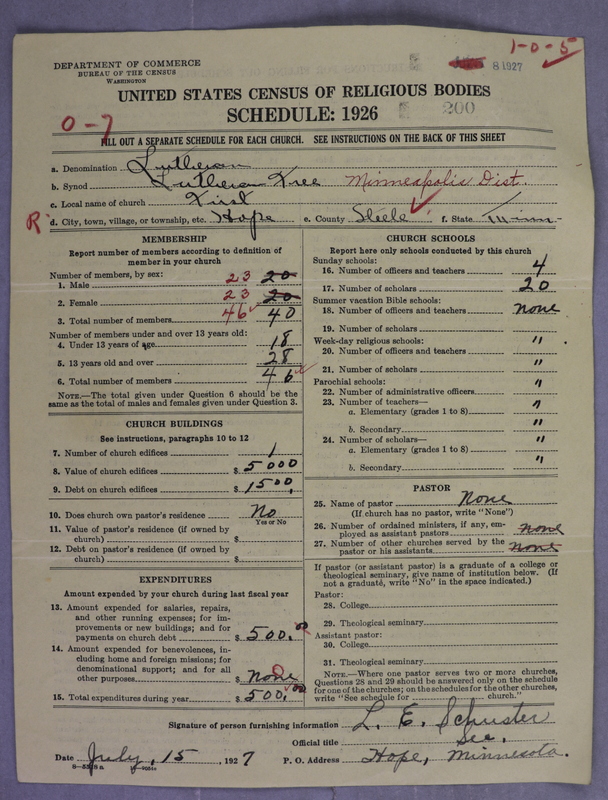 1-0-5
8 1927
DEPARTMENT OF COMMERCE
BUREAU OF THE CENSUS
WASHINGTON
UNITED STATES CENSUS OF RELIGIOUS BODIES
SCHEDULE: 1926
200
0-7
FILL OUT A SEPARATE SCHEDULE FOR EACH CHURCH. SEE INSTRUCTIONS ON THE BACK OF THIS SHEET
a. Denomination Lutheran
b. Synod Lutheran Free Minneapolis Dist.
c. Local name of church First
R d. City, town, village, or township, etc. Hope e. County Steele f. State Minn-
MEMBERSHIP
Report number of members according to definition of
member in your church
Number of members, by sex:
1. Male 23 20
2. Female 23 20
3. Total number of members 46 40
Number of members under and over 13 years old:
4. Under 13 years of age 18
5. 13 years old and over 28
6. Total number of members 46
NOTE.—The total given under Question 6 should be
same as the total of males and females given under Question 3.
CHURCH BUILDINGS
See instructions, paragraphs 10 to 12
7. Number of church edifices 1
8. Value of church edifices $ 5000
9. Debt on church edifices $ 1500.
10. Does church own pastor's residence No
Yes or No
11. Value of pastor's residence (if owned by
church) $
12. Debt on pastor's residence (if owned by
church) $
EXPENDITURES
Amount expended by your church during last fiscal year
13. Amount expended for salaries, repairs,
and other running expenses; for im-
provements or new buildings; and for
payments on church debt $ 500.
14. Amount expended for benevolences, in-
cluding home and foreign missions; for
denominational support; and for all
other purposes $ None
15. Total expenditures during year $ 500.00
CHURCH SCHOOLS
Report here only schools conducted by this church
Sunday schools:
16. Number of officers and teachers 4
17. Number of scholars 20
Summer vacation Bible schools:
18. Number of officers and teachers None
19. Number of scholars "
Week-day religious schools:
20. Number of officers and teachers "
21. Number of scholars "
Parochial schools:
22. Number of administrative officers "
23. Number of teachers—
a. Elementary (grades 1 to 8) "
b. Secondary "
24. Number of scholars—
a. Elementary (grades 1 to 8) "
b. Secondary "
PASTOR
25. Name of pastor None
(If church has no pastor, write "None")
26. Number of ordained ministers, if any, em-
ployed as assistant pastors None
27. Number of other churches served by the
pastor or his assistants None
If pastor (or assistant pastor) is a graduate of a college or
theological seminary, give name of institution below. (If
not a graduate, write "No" in the space indicated.)
Pastor:
28. College
29. Theological seminary
Assistant pastor:
30. College
31. Theological seminary
NOTE.—Where one pastor serves two or more churches,
Questions 28 and 29 should be answered only on the schedule
for one of the churches; on the schedules for the other churches,
write "See schedule for church."
Signature of person furnishing information L. E. Schuster
Official title Sec.
Date July, 15, 1927 P. O. Address Hope, Minnesota.